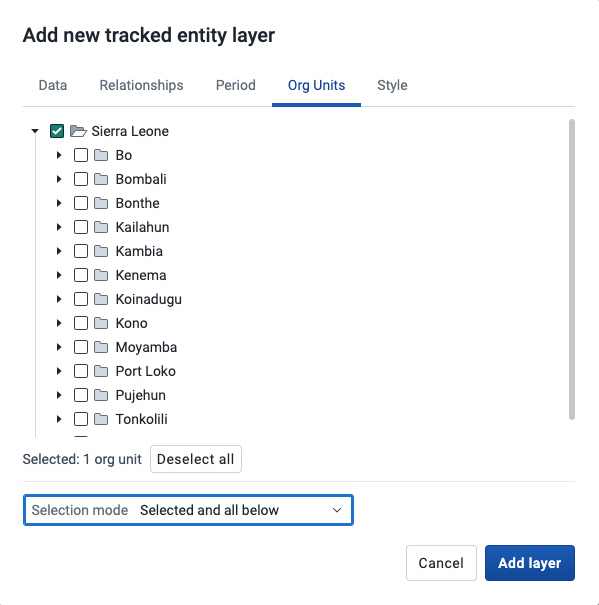 Add new tracked entity layer
Data Relationships Period Org Units Style
Sierra Leone
Bo
Bombali
Bonthe
Kailahun
Kambia
Kenema
Koinadugu
Kono
Moyamba
Port Loko
Pujehun
Tonkolili
Selected: 1 org unit Deselect all
Selection mode Selected and all below
Cancel Add layer